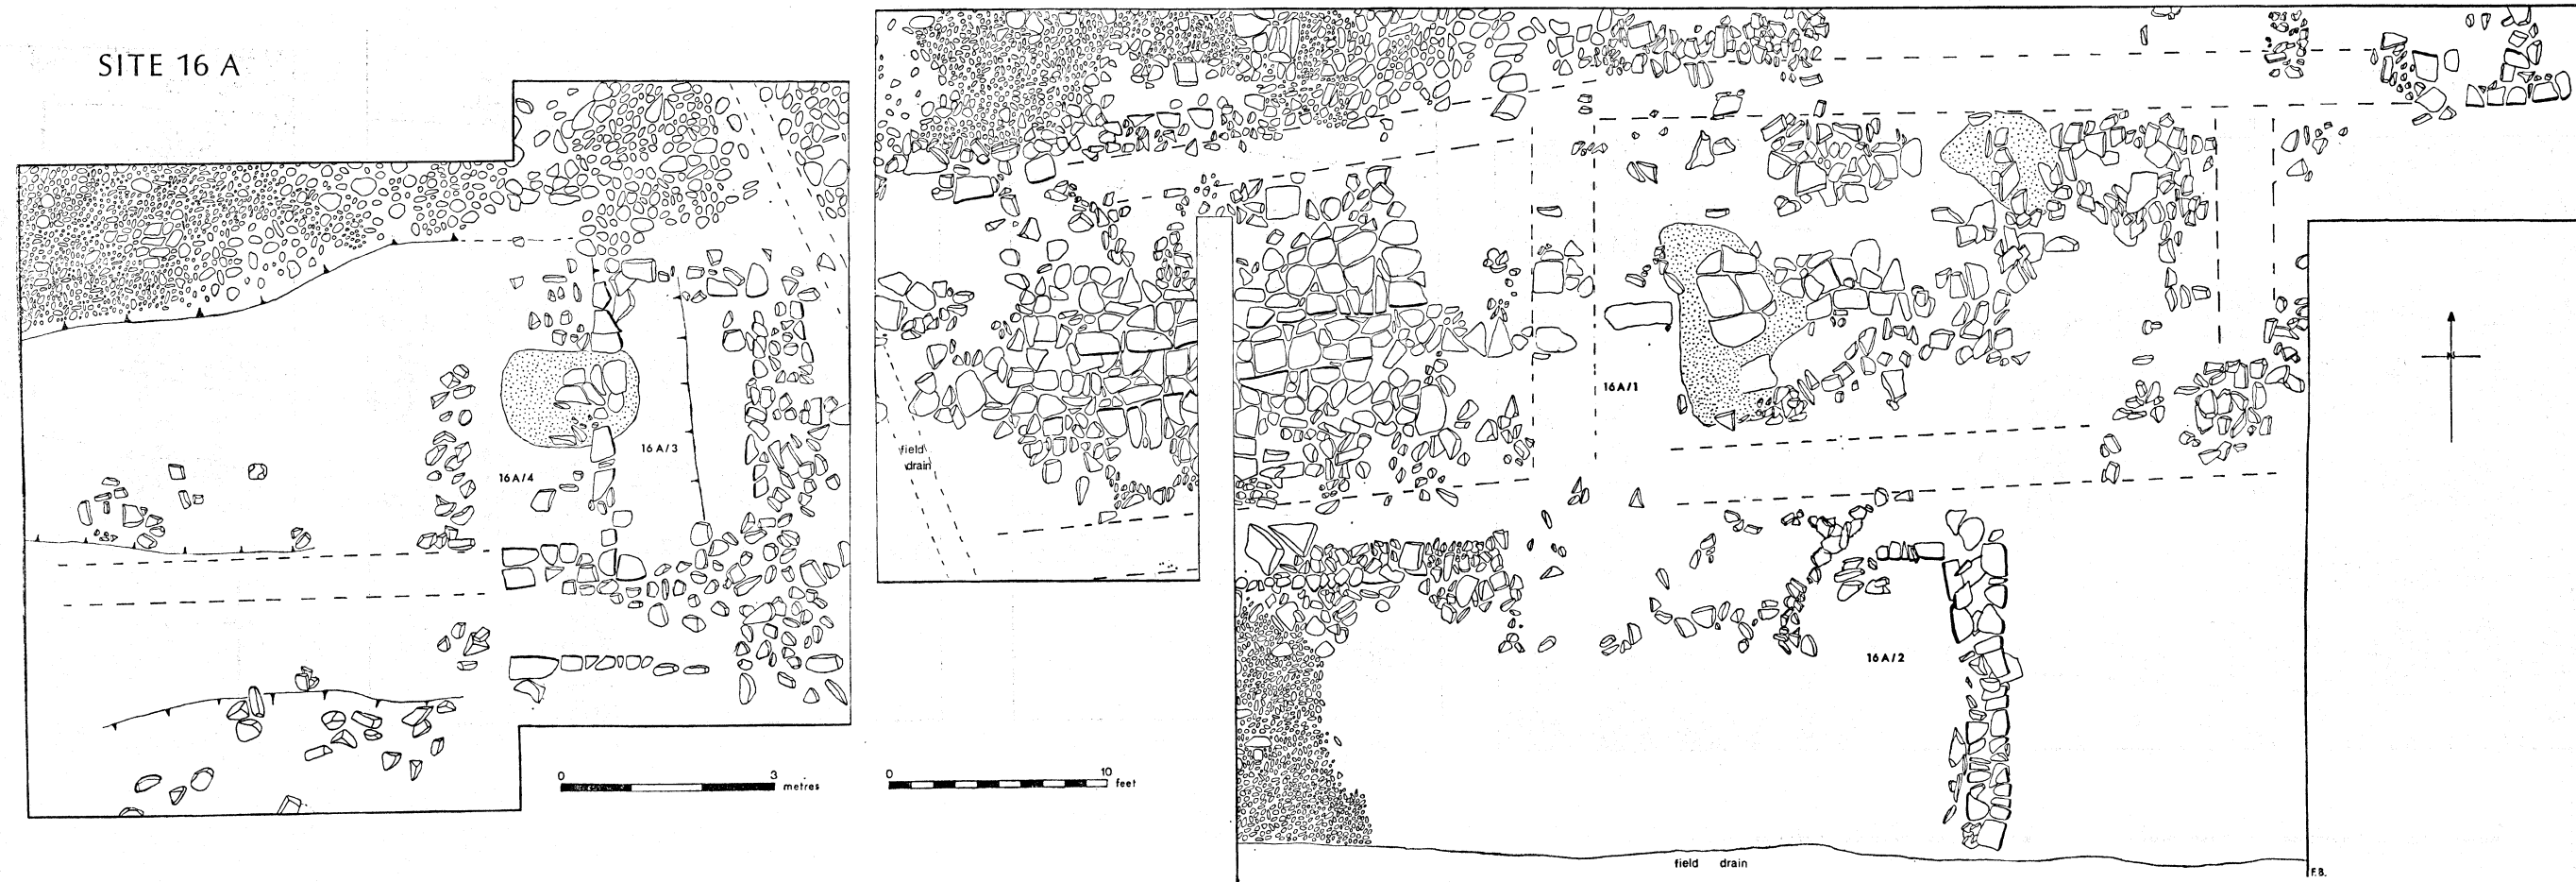 SITE 16 A
16A/1
field
drain
16A/3
16A/4
16A/2
0 3 metres
0 10 feet
field drain
F.B.